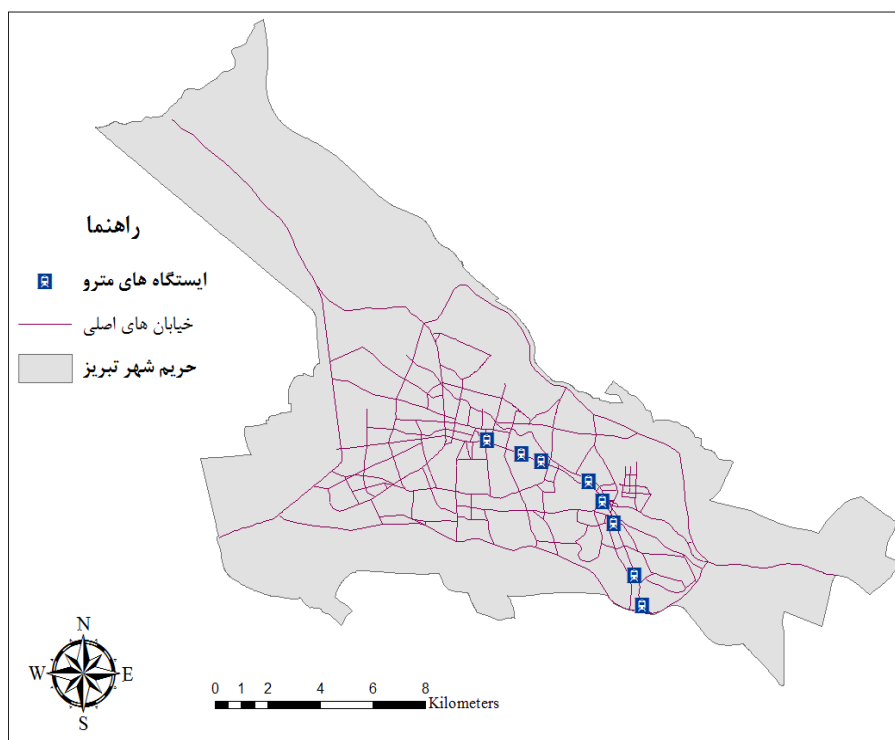 راهنما
ایستگاه های مترو
خیابان های اصلی
حریم شهر تبریز
N
W E
S
0 1 2 4 6 8
Kilometers